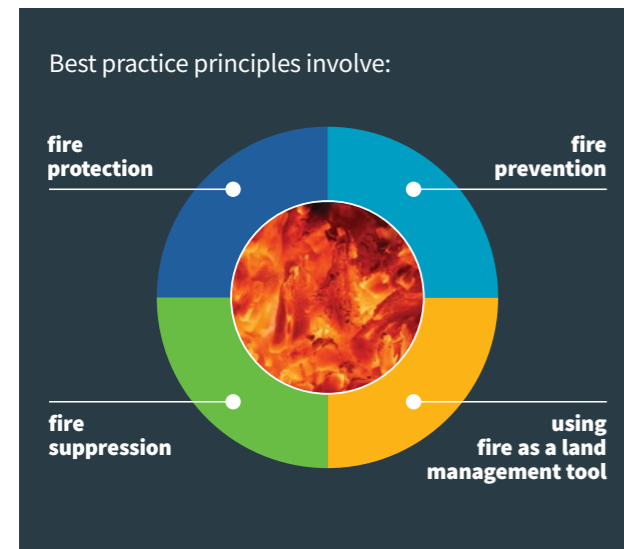 Best practice principles involve:
fire
protection
fire
prevention
fire
suppression
using
fire as a land
management tool